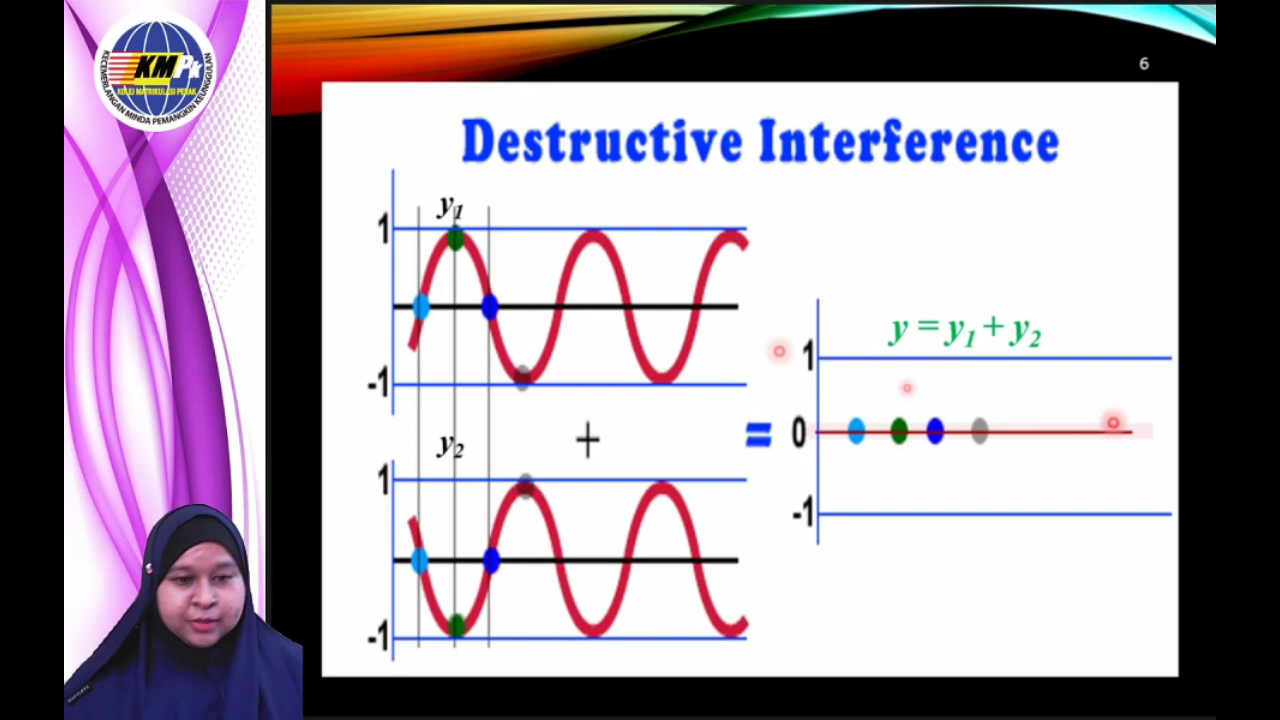 KMPk
KOLEJ MATRIKULASI PERAK
KECEMERLANGAN MINDA PEMANGKIN KEUNGGULAN
6
Destructive Interference
y₁
1
-1
y₂
+
1
-1
=
y = y₁ + y₂
1
0
-1